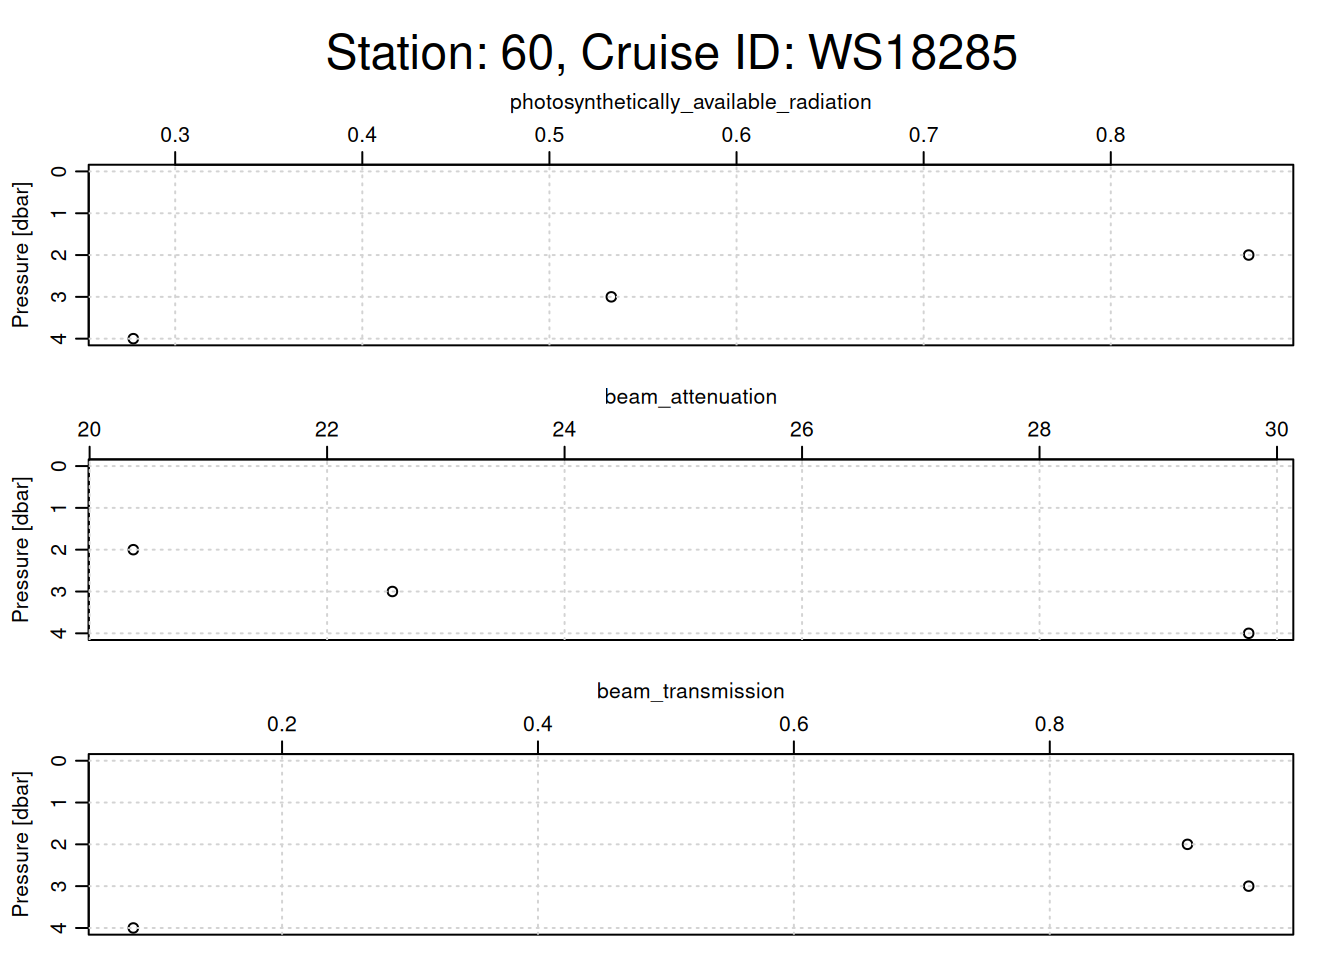 Station: 60, Cruise ID: WS18285
photosynthetically_available_radiation
0.3 0.4 0.5 0.6 0.7 0.8
Pressure [dbar]
0
1
2
3
4
beam_attenuation
20 22 24 26 28 30
Pressure [dbar]
0
1
2
3
4
beam_transmission
0.2 0.4 0.6 0.8
Pressure [dbar]
0
1
2
3
4